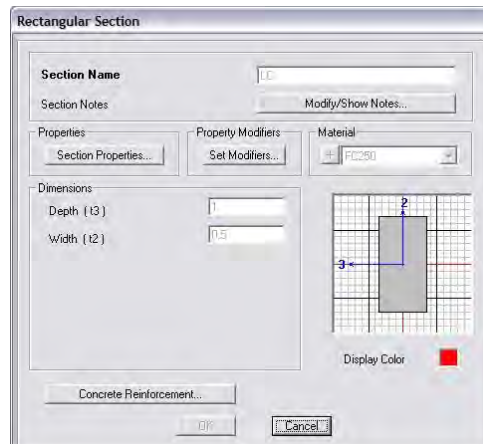 Rectangular Section
Section Name LC
Section Notes Modify/Show Notes...
Properties Property Modifiers Material
Section Properties... Set Modifiers... + FC250
Dimensions
Depth ( t3 ) 1.
Width ( t2 ) 0.5
2
3
Display Color
Concrete Reinforcement...
OK Cancel